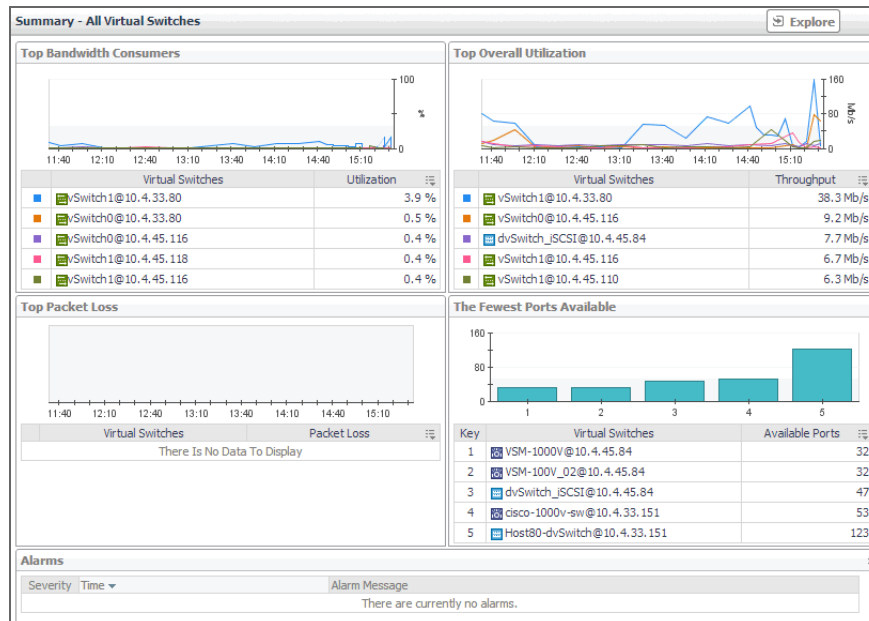 Summary - All Virtual Switches
Explore
Top Bandwidth Consumers
100
%
0
11:40 12:10 12:40 13:10 13:40 14:10 14:40 15:10
Virtual Switches Utilization
vSwitch1@10.4.33.80 3.9 %
vSwitch0@10.4.33.80 0.5 %
vSwitch0@10.4.45.116 0.4 %
vSwitch1@10.4.45.118 0.4 %
vSwitch1@10.4.45.116 0.4 %
Top Overall Utilization
160
80
Mb/s
0
11:40 12:10 12:40 13:10 13:40 14:10 14:40 15:10
Virtual Switches Throughput
vSwitch1@10.4.33.80 38.3 Mb/s
vSwitch0@10.4.45.116 9.2 Mb/s
dvSwitch_iSCSI@10.4.45.84 7.7 Mb/s
vSwitch1@10.4.45.116 6.7 Mb/s
vSwitch1@10.4.45.110 6.3 Mb/s
Top Packet Loss
11:40 12:10 12:40 13:10 13:40 14:10 14:40 15:10
Virtual Switches Packet Loss
There Is No Data To Display
The Fewest Ports Available
160
80
0
1 2 3 4 5
Key Virtual Switches Available Ports
1 VSM-1000V@10.4.45.84 32
2 VSM-100V_02@10.4.45.84 32
3 dvSwitch_iSCSI@10.4.45.84 47
4 cisco-1000v-sw@10.4.33.151 53
5 Host80-dvSwitch@10.4.33.151 123
Alarms
Severity Time Alarm Message
There are currently no alarms.